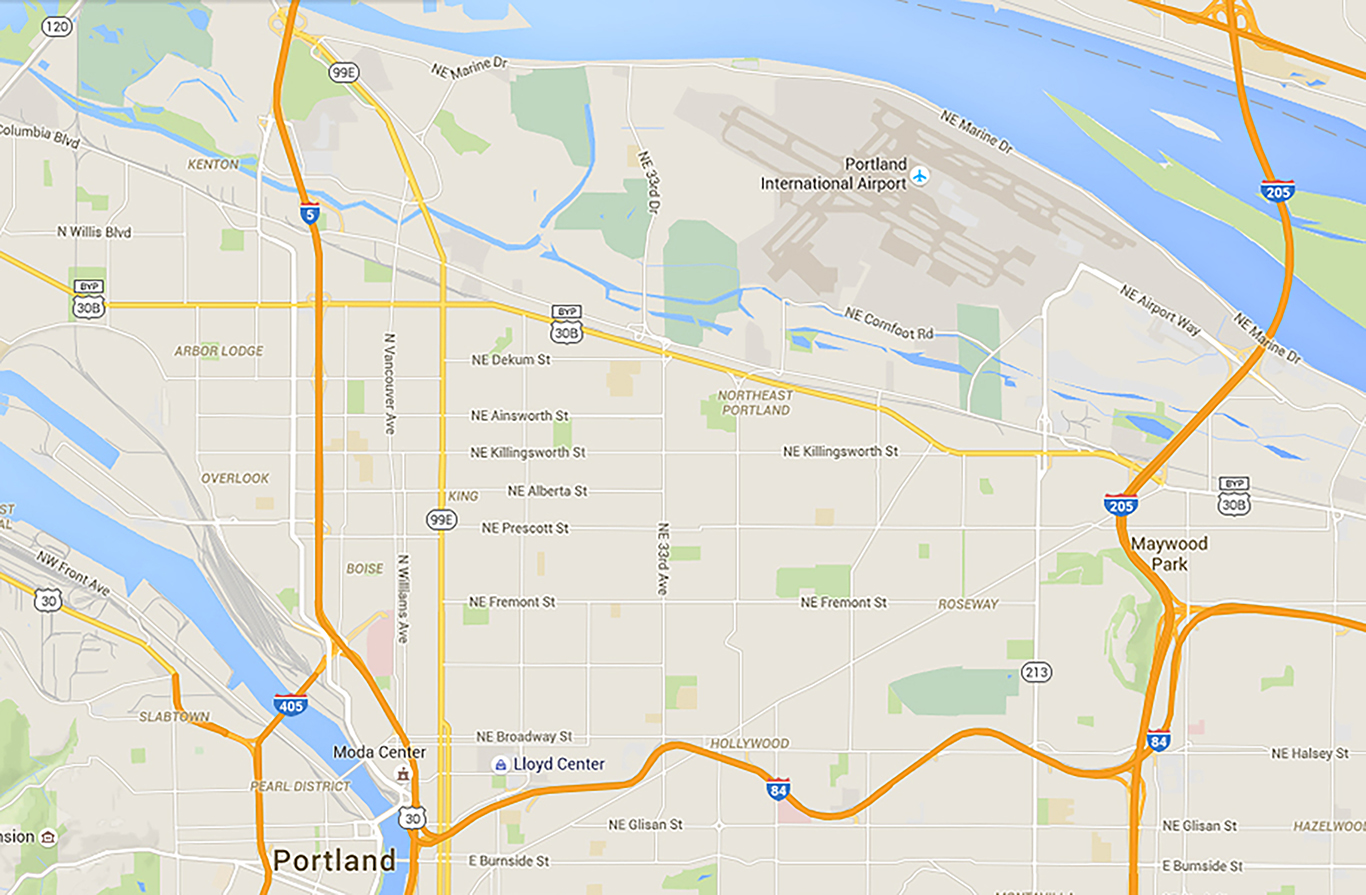 120
99E
NE Marine Dr
Columbia Blvd
KENTON
NE 33rd Dr
NE Marine Dr
Portland
International Airport
205
5
N Willis Blvd
BYP
30B
BYP
30B
NE Cornfoot Rd
NE Airport Way
NE Marine Dr
ARBOR LODGE
N Vancouver Ave
NE Dekum St
NORTHEAST
PORTLAND
NE Ainsworth St
NE Killingsworth St
NE Killingsworth St
OVERLOOK
KING
NE Alberta St
BYP
30B
205
99E
NE Prescott St
NE 33rd Ave
Maywood
Park
ST
AL
NW Front Ave
30
BOISE
N Williams Ave
NE Fremont St
NE Fremont St
ROSEWAY
213
405
SLABTOWN
NE Broadway St
HOLLYWOOD
84
Moda Center
Lloyd Center
NE Halsey St
PEARL DISTRICT
84
30
NE Glisan St
NE Glisan St
HAZELWOO
nsion
Portland
E Burnside St
E Burnside St
MONTAVILLA